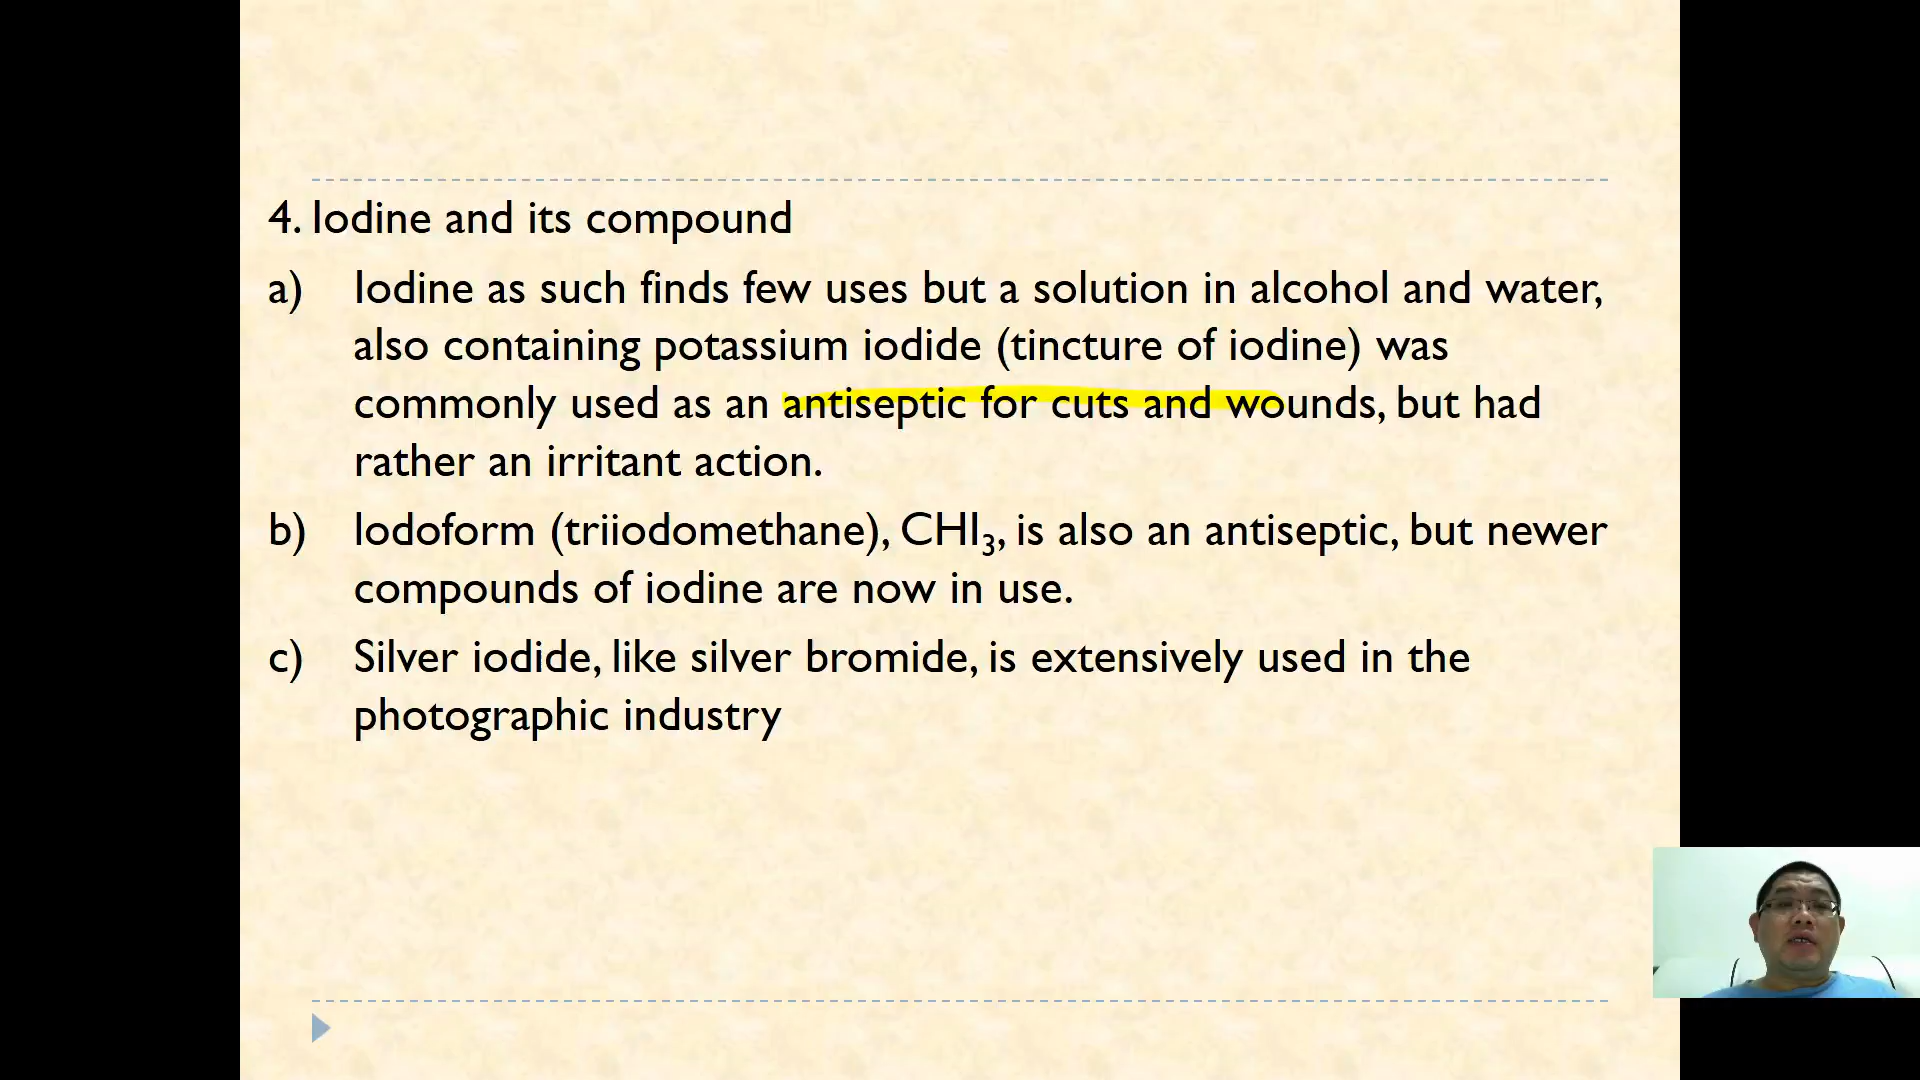 4. Iodine and its compound
a) Iodine as such finds few uses but a solution in alcohol and water,
also containing potassium iodide (tincture of iodine) was
commonly used as an antiseptic for cuts and wounds, but had
rather an irritant action.
b) Iodoform (triiodomethane), CHI₃, is also an antiseptic, but newer
compounds of iodine are now in use.
c) Silver iodide, like silver bromide, is extensively used in the
photographic industry